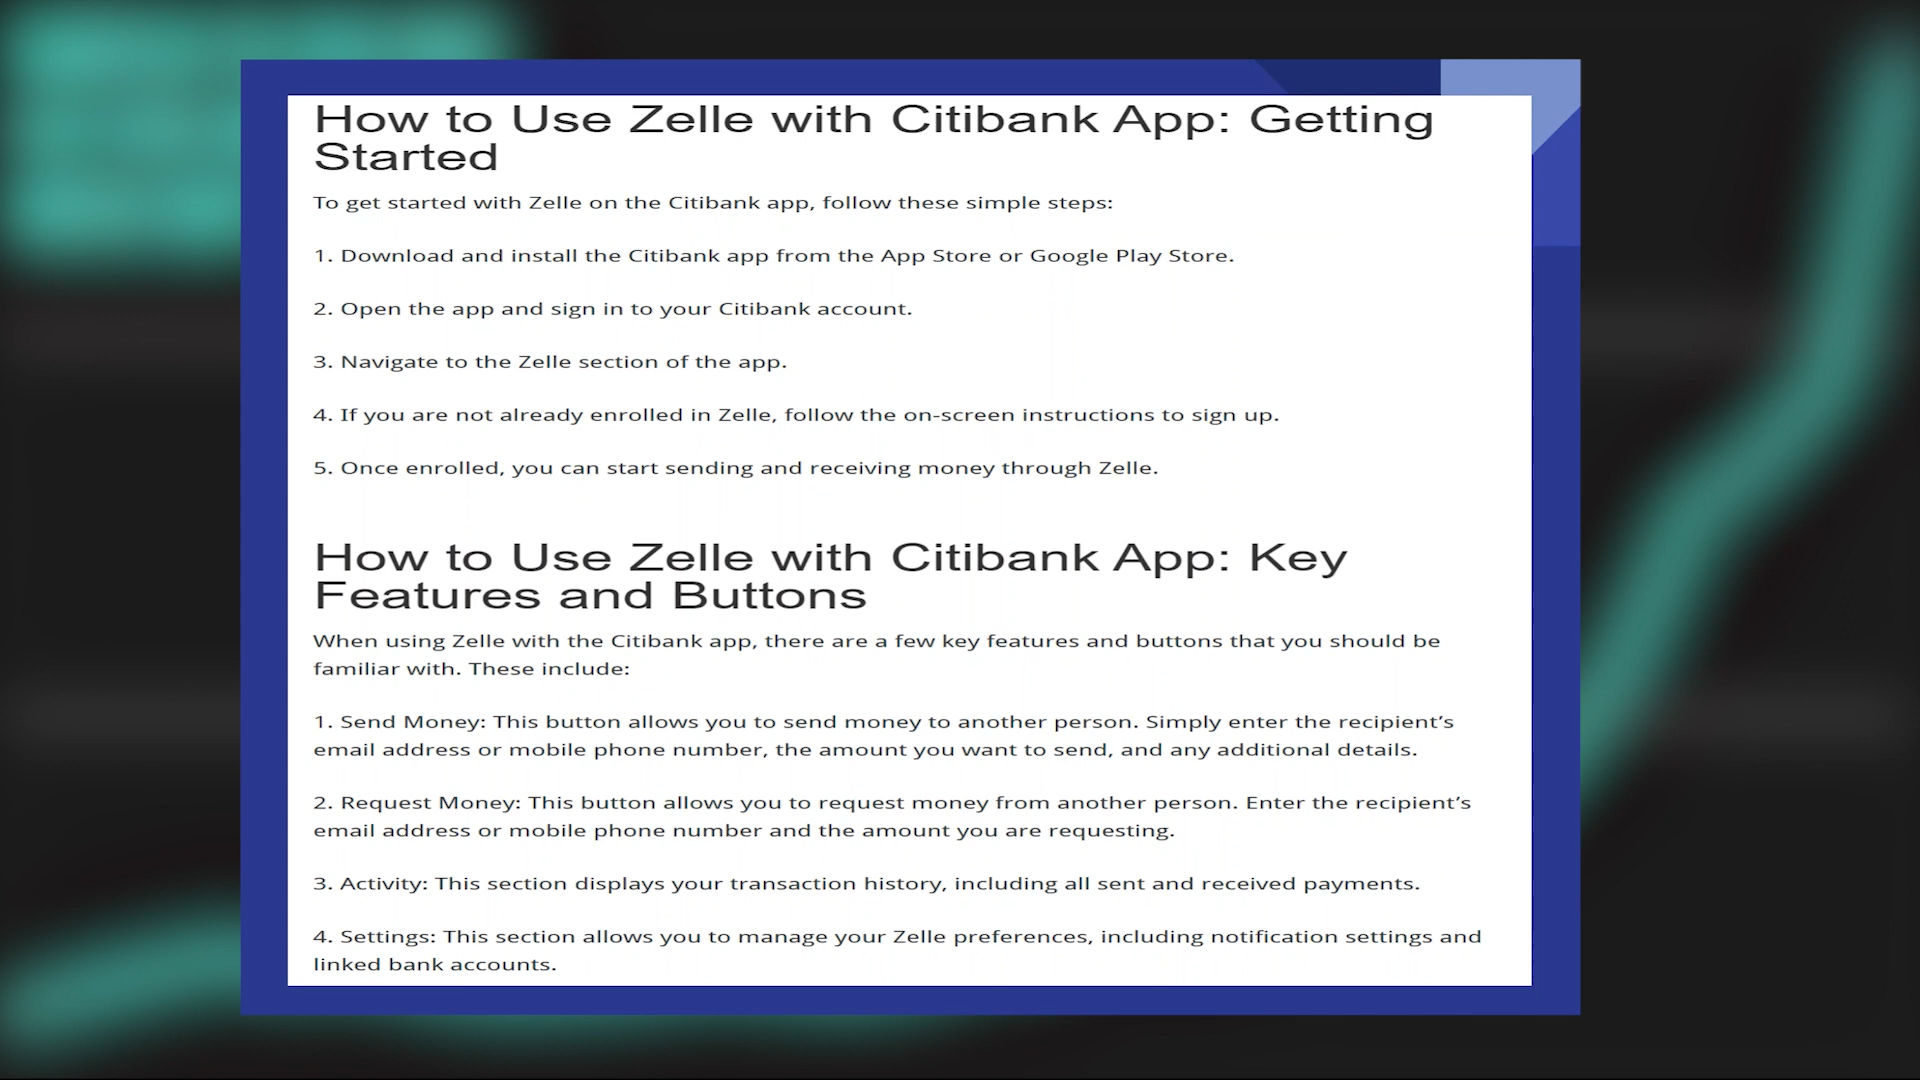 How to Use Zelle with Citibank App: Getting
Started
To get started with Zelle on the Citibank app, follow these simple steps:
1. Download and install the Citibank app from the App Store or Google Play Store.
2. Open the app and sign in to your Citibank account.
3. Navigate to the Zelle section of the app.
4. If you are not already enrolled in Zelle, follow the on-screen instructions to sign up.
5. Once enrolled, you can start sending and receiving money through Zelle.
How to Use Zelle with Citibank App: Key
Features and Buttons
When using Zelle with the Citibank app, there are a few key features and buttons that you should be
familiar with. These include:
1. Send Money: This button allows you to send money to another person. Simply enter the recipient’s
email address or mobile phone number, the amount you want to send, and any additional details.
2. Request Money: This button allows you to request money from another person. Enter the recipient’s
email address or mobile phone number and the amount you are requesting.
3. Activity: This section displays your transaction history, including all sent and received payments.
4. Settings: This section allows you to manage your Zelle preferences, including notification settings and
linked bank accounts.